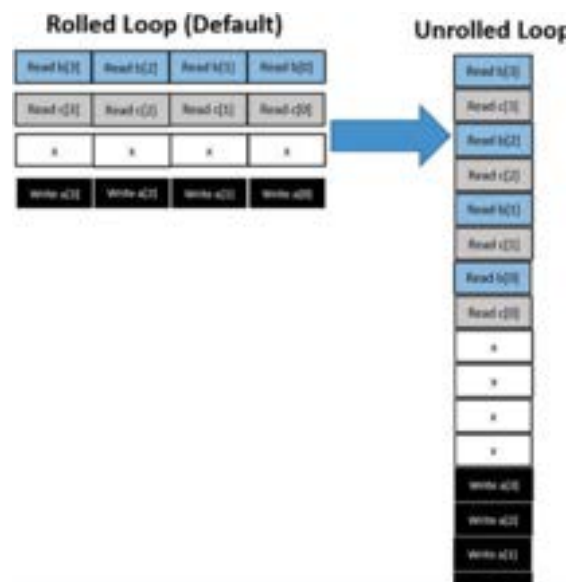 Rolled Loop (Default)
Unrolled Loop
Read b[3] Read b[2] Read b[1] Read b[0]
Read c[3] Read c[2] Read c[1] Read c[0]
x x x x
Write a[3] Write a[2] Write a[1] Write a[0]
Read b[3]
Read c[3]
Read b[2]
Read c[2]
Read b[1]
Read c[1]
Read b[0]
Read c[0]
x
x
x
x
Write a[3]
Write a[2]
Write a[1]